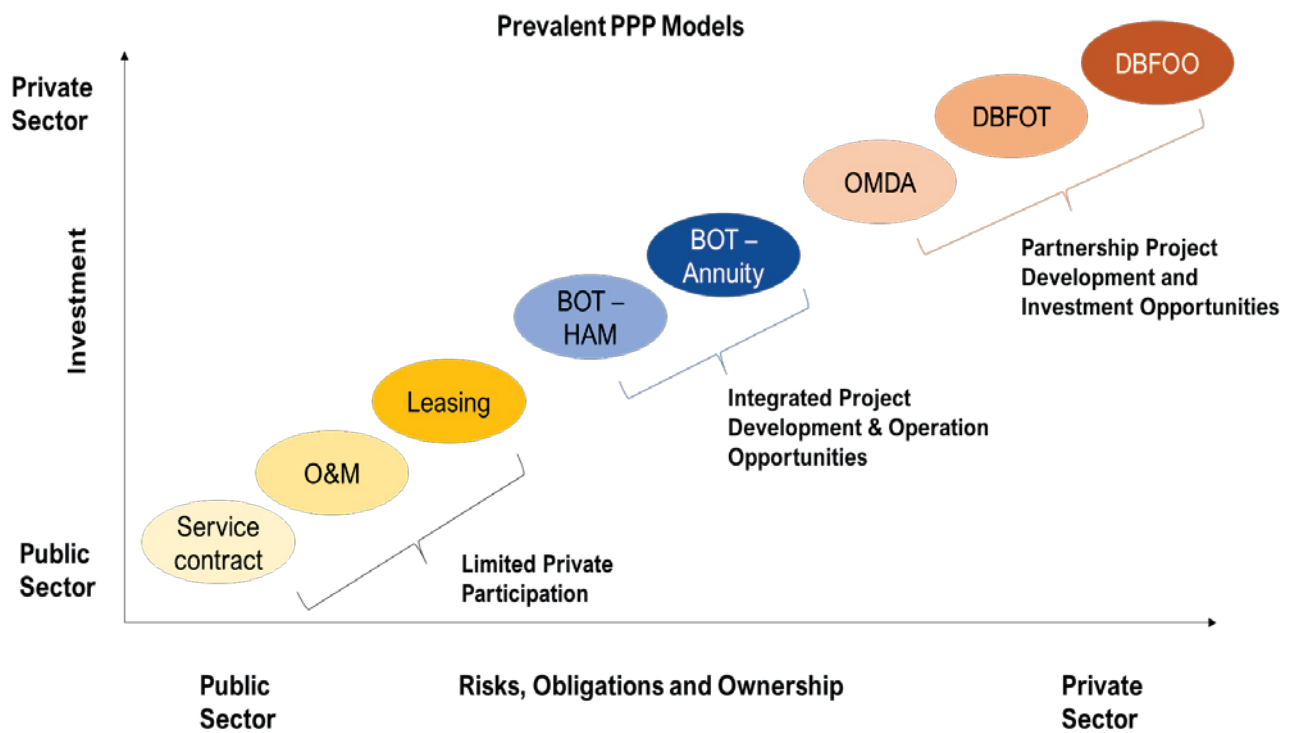 Prevalent PPP Models
Private
Sector
DBFOO
DBFOT
OMDA
Partnership Project
Development and
Investment Opportunities
BOT –
Annuity
BOT –
HAM
Investment
Integrated Project
Development & Operation
Opportunities
Leasing
O&M
Service
contract
Limited Private
Participation
Public
Sector
Public
Sector
Risks, Obligations and Ownership
Private
Sector